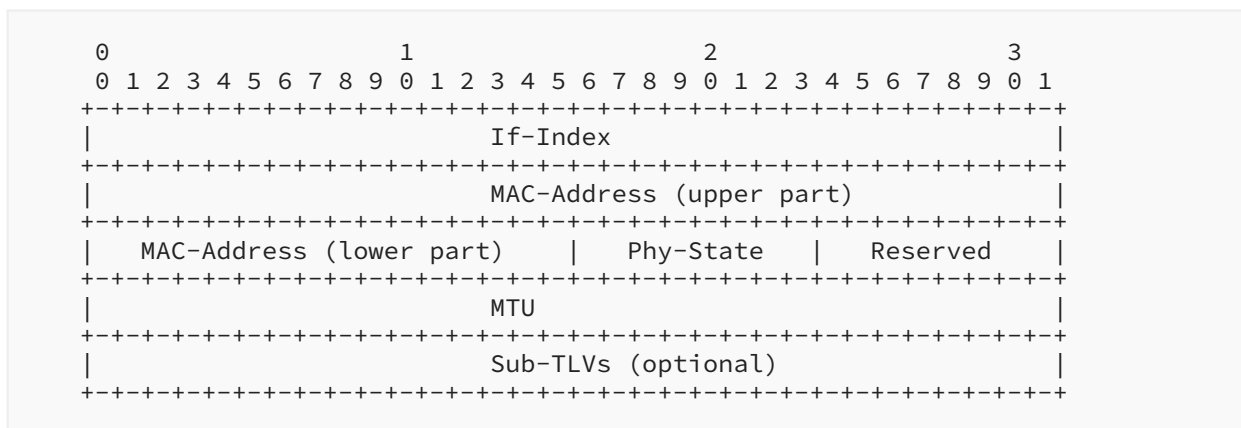 0                   1                   2                   3
 0 1 2 3 4 5 6 7 8 9 0 1 2 3 4 5 6 7 8 9 0 1 2 3 4 5 6 7 8 9 0 1
+-+-+-+-+-+-+-+-+-+-+-+-+-+-+-+-+-+-+-+-+-+-+-+-+-+-+-+-+-+-+-+-+
|                          If-Index                             |
+-+-+-+-+-+-+-+-+-+-+-+-+-+-+-+-+-+-+-+-+-+-+-+-+-+-+-+-+-+-+-+-+
|                          MAC-Address (upper part)             |
+-+-+-+-+-+-+-+-+-+-+-+-+-+-+-+-+-+-+-+-+-+-+-+-+-+-+-+-+-+-+-+-+
|   MAC-Address (lower part)    |   Phy-State   |   Reserved    |
+-+-+-+-+-+-+-+-+-+-+-+-+-+-+-+-+-+-+-+-+-+-+-+-+-+-+-+-+-+-+-+-+
|                          MTU                                  |
+-+-+-+-+-+-+-+-+-+-+-+-+-+-+-+-+-+-+-+-+-+-+-+-+-+-+-+-+-+-+-+-+
|                          Sub-TLVs (optional)                  |
+-+-+-+-+-+-+-+-+-+-+-+-+-+-+-+-+-+-+-+-+-+-+-+-+-+-+-+-+-+-+-+-+